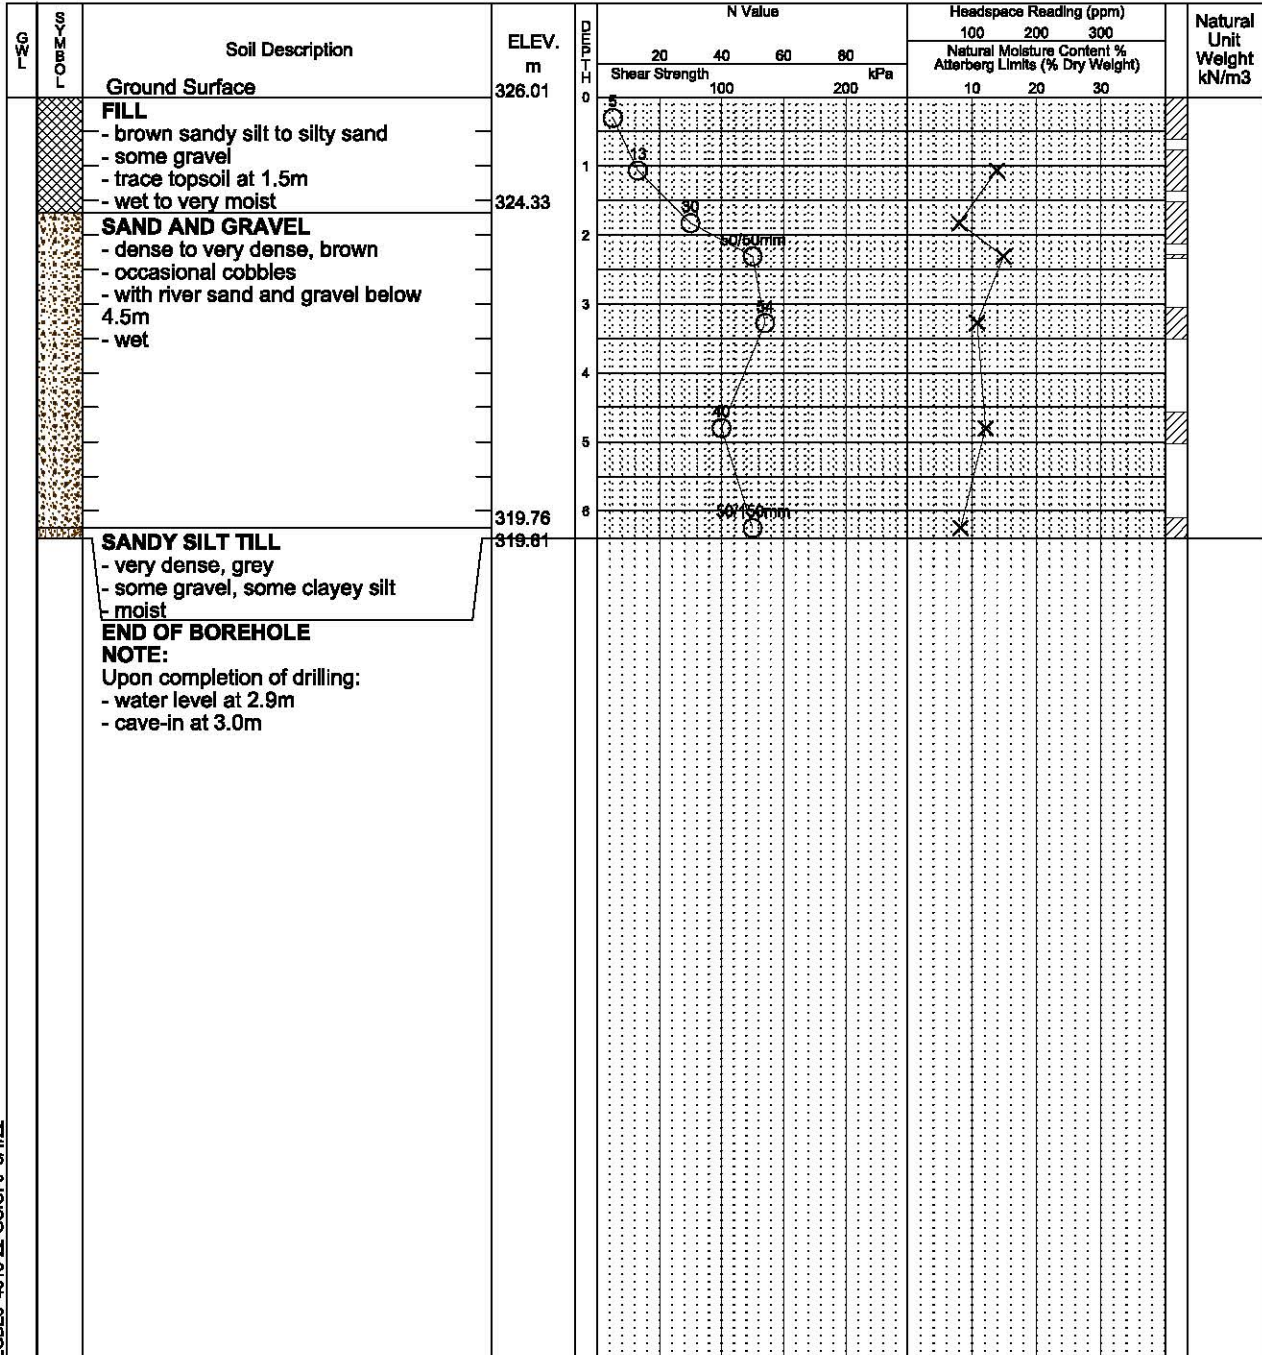 GWL
SYMBOL
Soil Description
Ground Surface
ELEV.
m
326.01
DEPTH
N Value
20 40 60 80
Shear Strength kPa
100 200
Headspace Reading (ppm)
100 200 300
Natural Moisture Content %
Atterberg Limits (% Dry Weight)
10 20 30
Natural
Unit
Weight
kN/m3
0
FILL
- brown sandy silt to silty sand
- some gravel
- trace topsoil at 1.5m
- wet to very moist
324.33
SAND AND GRAVEL
- dense to very dense, brown
- occasional cobbles
- with river sand and gravel below
4.5m
- wet
319.76
SANDY SILT TILL
319.61
- very dense, grey
- some gravel, some clayey silt
- moist
END OF BOREHOLE
NOTE:
Upon completion of drilling:
- water level at 2.9m
- cave-in at 3.0m
1
2
3
4
5
6
5
13
30
50/50mm
54
40
50/150mm